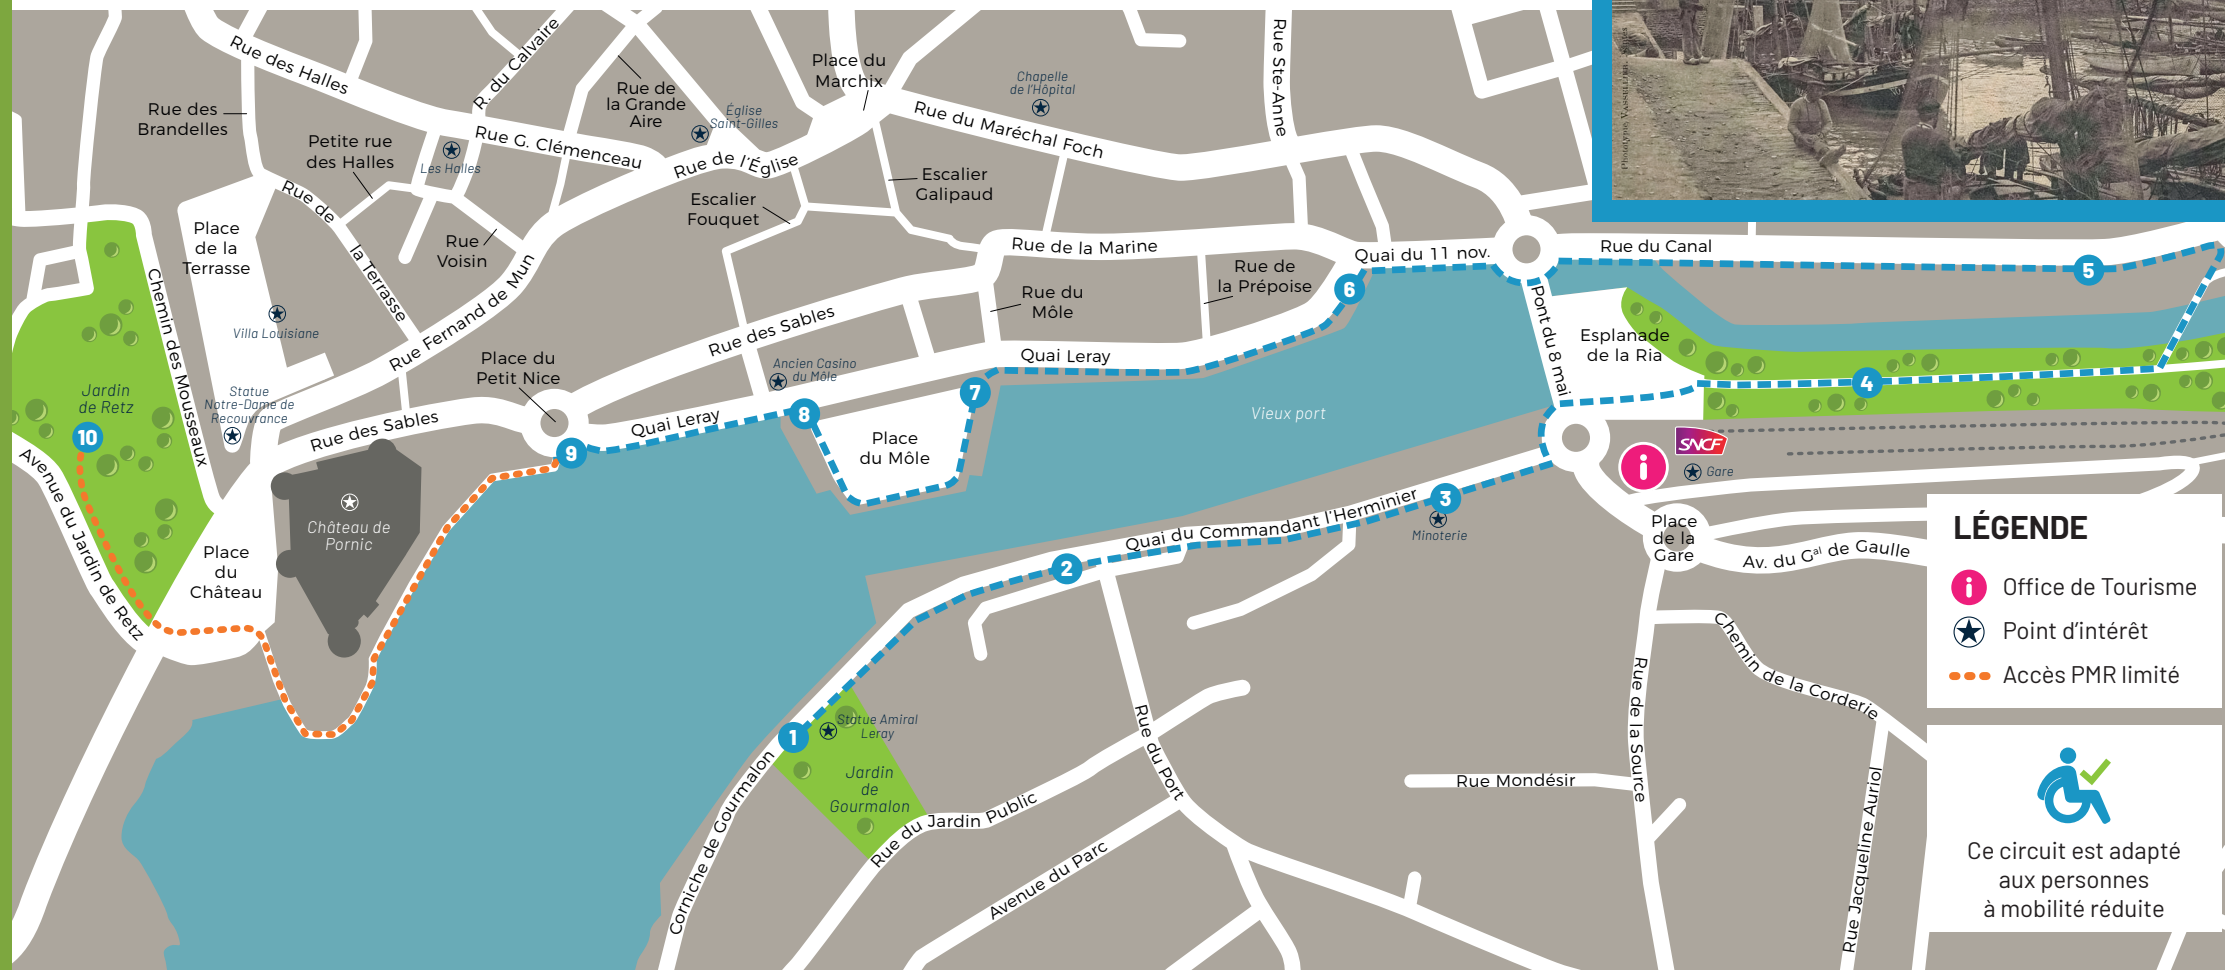 Rue des Halles
R. du Calvaire
Rue de
la Grande
Aire
Place du
Marchix
Chapelle
de l'Hôpital
Rue Ste-Anne
Rue des
Brandelles
Petite rue
des Halles
Les Halles
Rue G. Clémenceau
Église
Saint-Gilles
Rue de l'Église
Rue du Maréchal Foch
Escalier
Galipaud
Escalier
Fouquet
Rue de
la Terrasse
Rue
Voisin
Place
de la
Terrasse
Villa Louisiane
Chemin des Mousseaux
Rue Fernand de Mun
Rue de la Marine
Rue du
Môle
Rue de
la Prépoise
Quai du 11 nov.
Rue du Canal
5
6
Pont du 8 mai
Esplanade
de la Ria
4
Rue des Sables
Quai Leray
Place du
Petit Nice
Ancien Casino
du Môle
7
8
Quai Leray
Place
du Môle
Vieux port
9
Jardin
de Retz
10
Statue
Notre-Dame de
Recouvrance
Rue des Sables
Avenue du Jardin de Retz
Château de
Pornic
Place
du
Château
i
SNCF
Gare
3
Minoterie
Quai du Commandant l'Herminier
2
Place
de la
Gare
Av. du Gal de Gaulle
1
Statue Amiral
Leray
Jardin
de
Gourmalon
Corniche de Gourmalon
Rue du Jardin Public
Avenue du Parc
Rue du Port
Rue Mondésir
Rue de la Source
Chemin de la Corderie
Rue Jacqueline Auriol
LÉGENDE
i Office de Tourisme
Point d'intérêt
Accès PMR limité
Ce circuit est adapté
aux personnes
à mobilité réduite